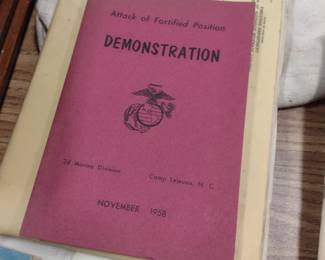 Attack of Fortified Position
DEMONSTRATION
2d Marine Division
Camp Lejeune, N. C.
NOVEMBER 1958